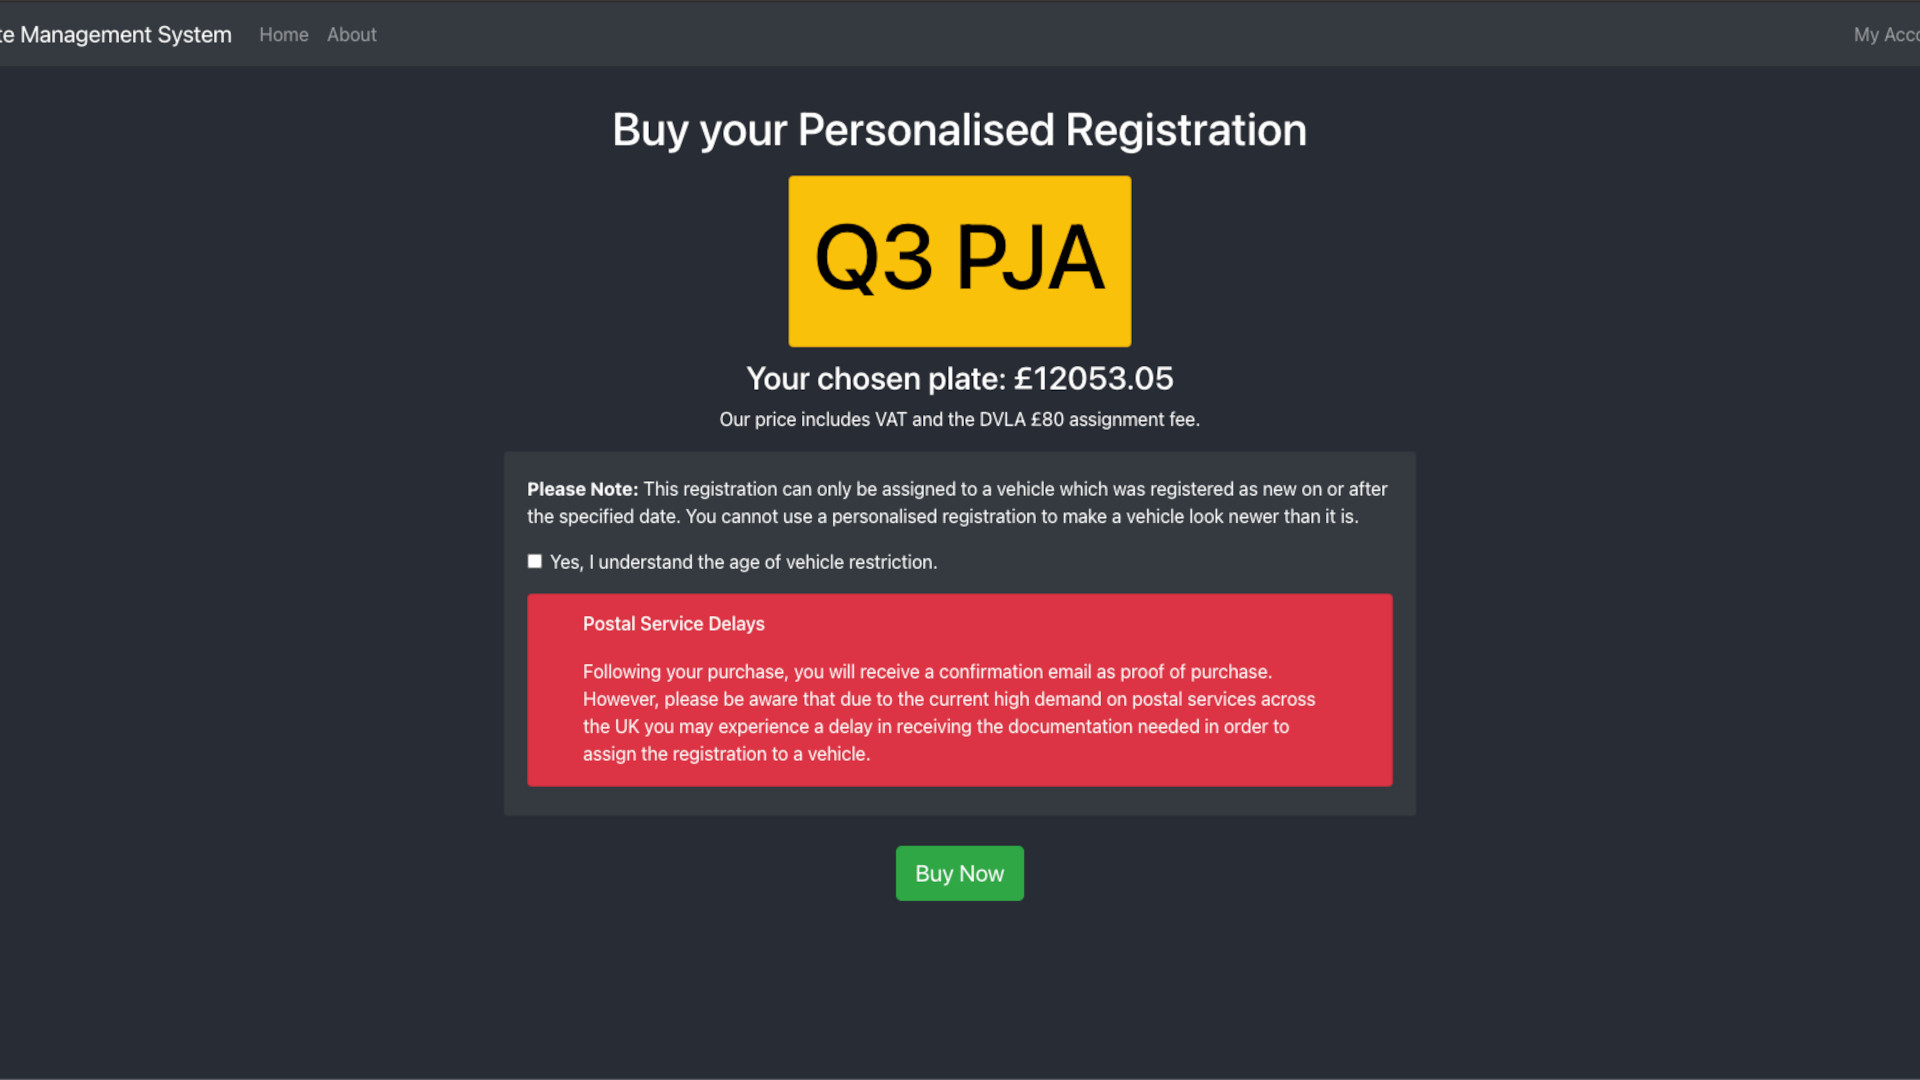 te Management System Home About My Acco
Buy your Personalised Registration
Q3 PJA
Your chosen plate: £12053.05
Our price includes VAT and the DVLA £80 assignment fee.
Please Note: This registration can only be assigned to a vehicle which was registered as new on or after
the specified date. You cannot use a personalised registration to make a vehicle look newer than it is.
Yes, I understand the age of vehicle restriction.
Postal Service Delays
Following your purchase, you will receive a confirmation email as proof of purchase.
However, please be aware that due to the current high demand on postal services across
the UK you may experience a delay in receiving the documentation needed in order to
assign the registration to a vehicle.
Buy Now